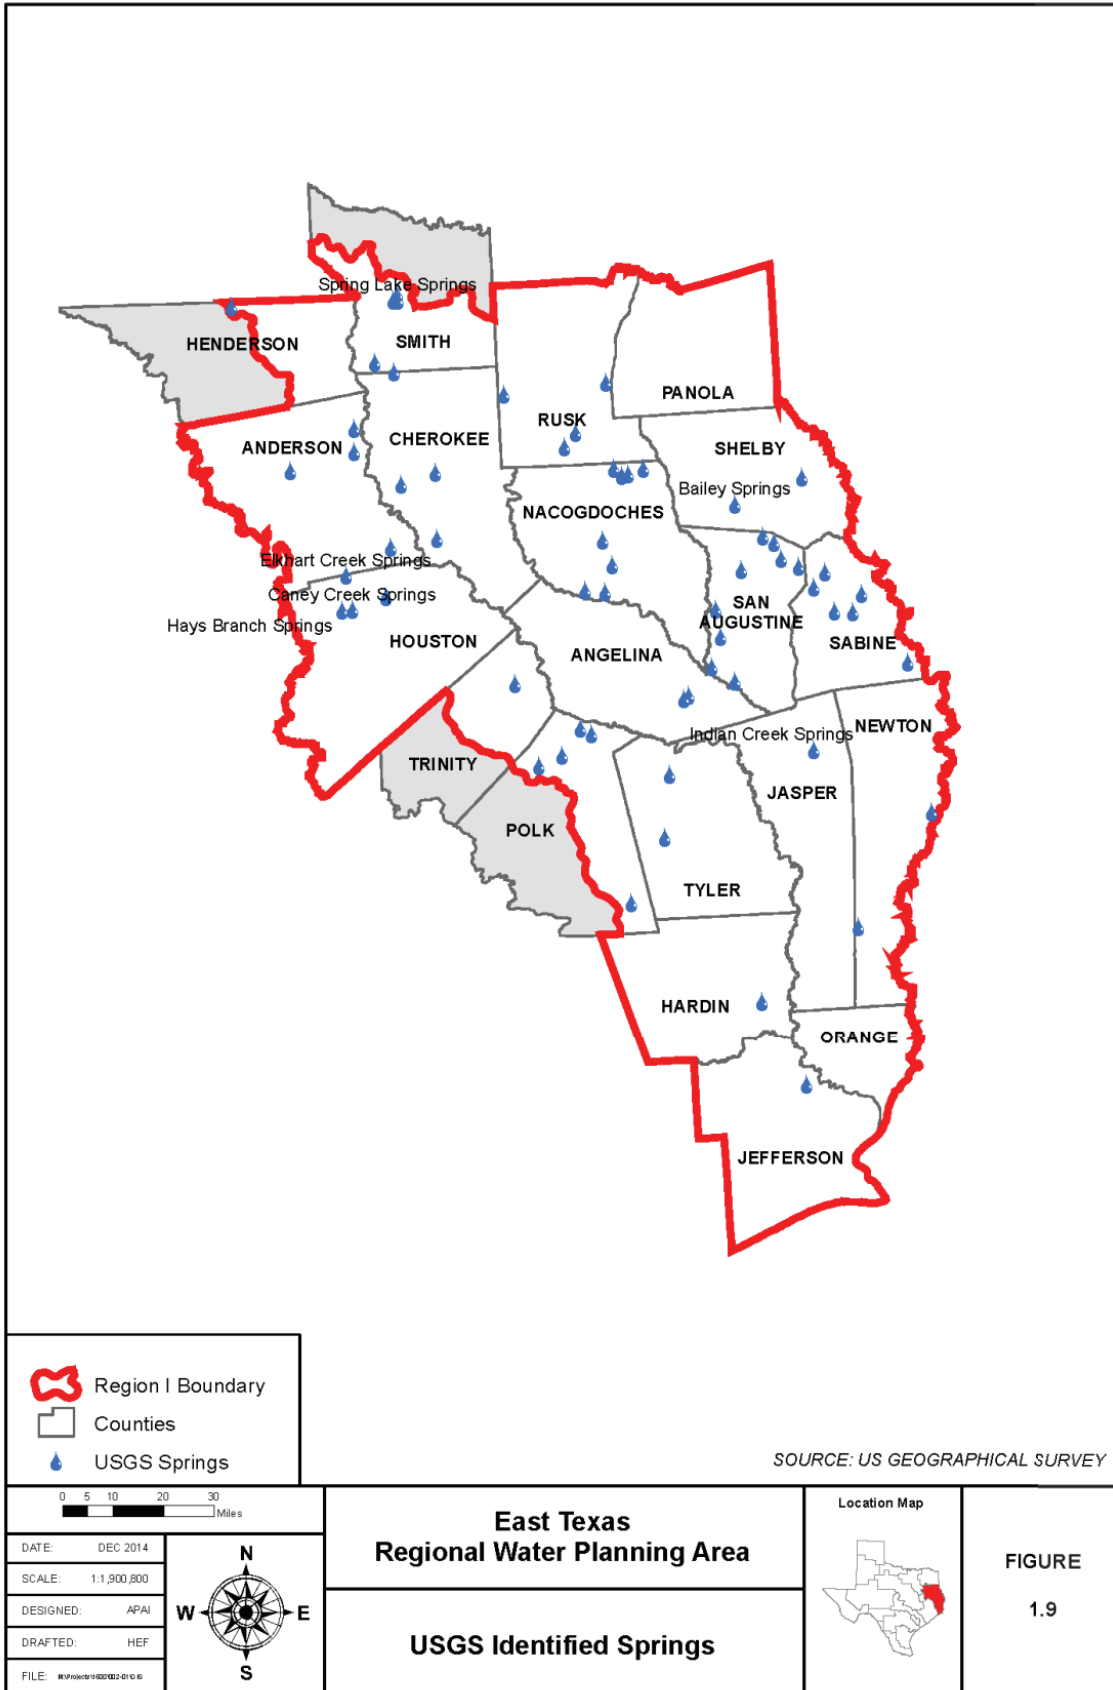 Spring Lake Springs
HENDERSON
SMITH
PANOLA
RUSK
CHEROKEE
ANDERSON
SHELBY
Bailey Springs
NACOGDOCHES
Elkhart Creek Springs
Caney Creek Springs
Hays Branch Springs
HOUSTON
SAN
AUGUSTINE
SABINE
ANGELINA
Indian Creek Springs
NEWTON
TRINITY
JASPER
POLK
TYLER
HARDIN
ORANGE
JEFFERSON
Region I Boundary
Counties
USGS Springs
SOURCE: US GEOGRAPHICAL SURVEY
0 5 10 20 30
Miles
DATE: DEC 2014
SCALE: 1:1,900,800
DESIGNED: APAI
DRAFTED: HEF
FILE:
N
W E
S
East Texas
Regional Water Planning Area
USGS Identified Springs
Location Map
FIGURE
1.9